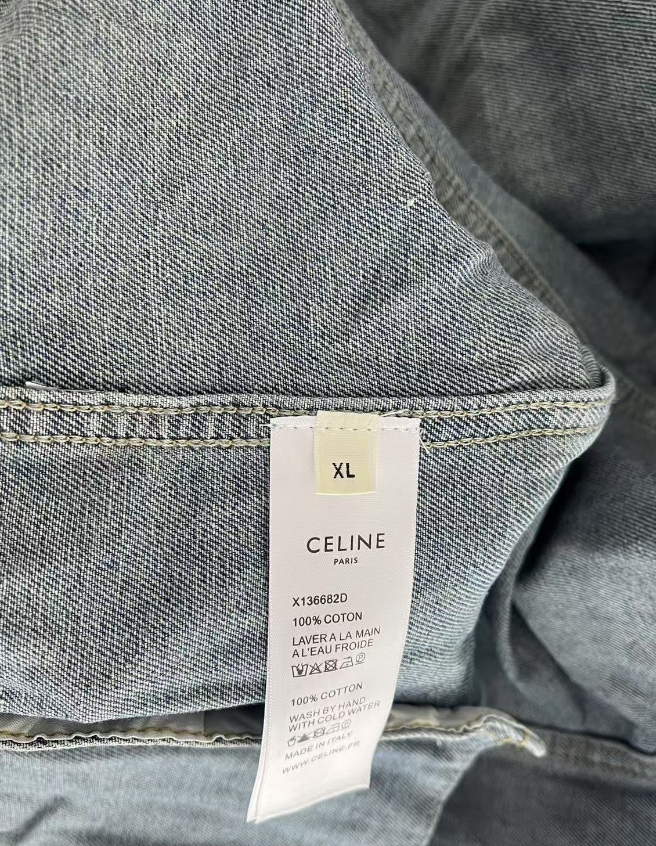 XL
CELINE
PARIS
X136682D
100% COTON
LAVER A LA MAIN
A L'EAU FROIDE
100% COTTON
WASH BY HAND
WITH COLD WATER
MADE IN ITALY
WWW.CELINE.FR